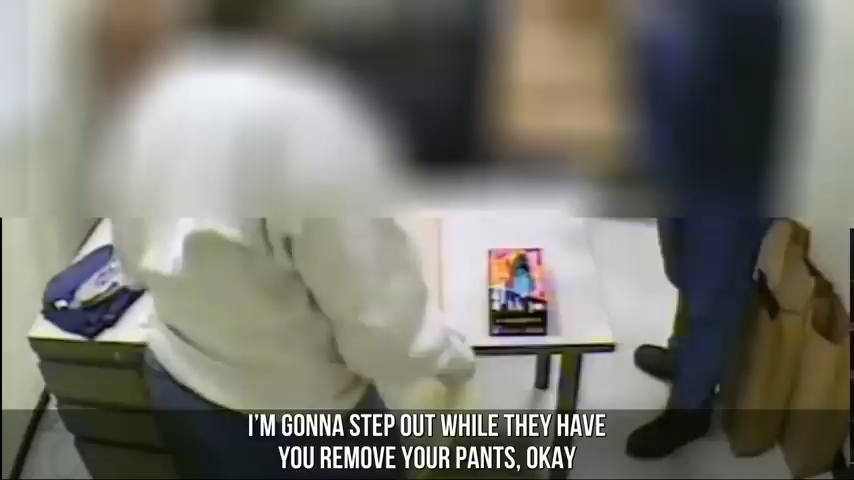 I'M GONNA STEP OUT WHILE THEY HAVE
YOU REMOVE YOUR PANTS, OKAY